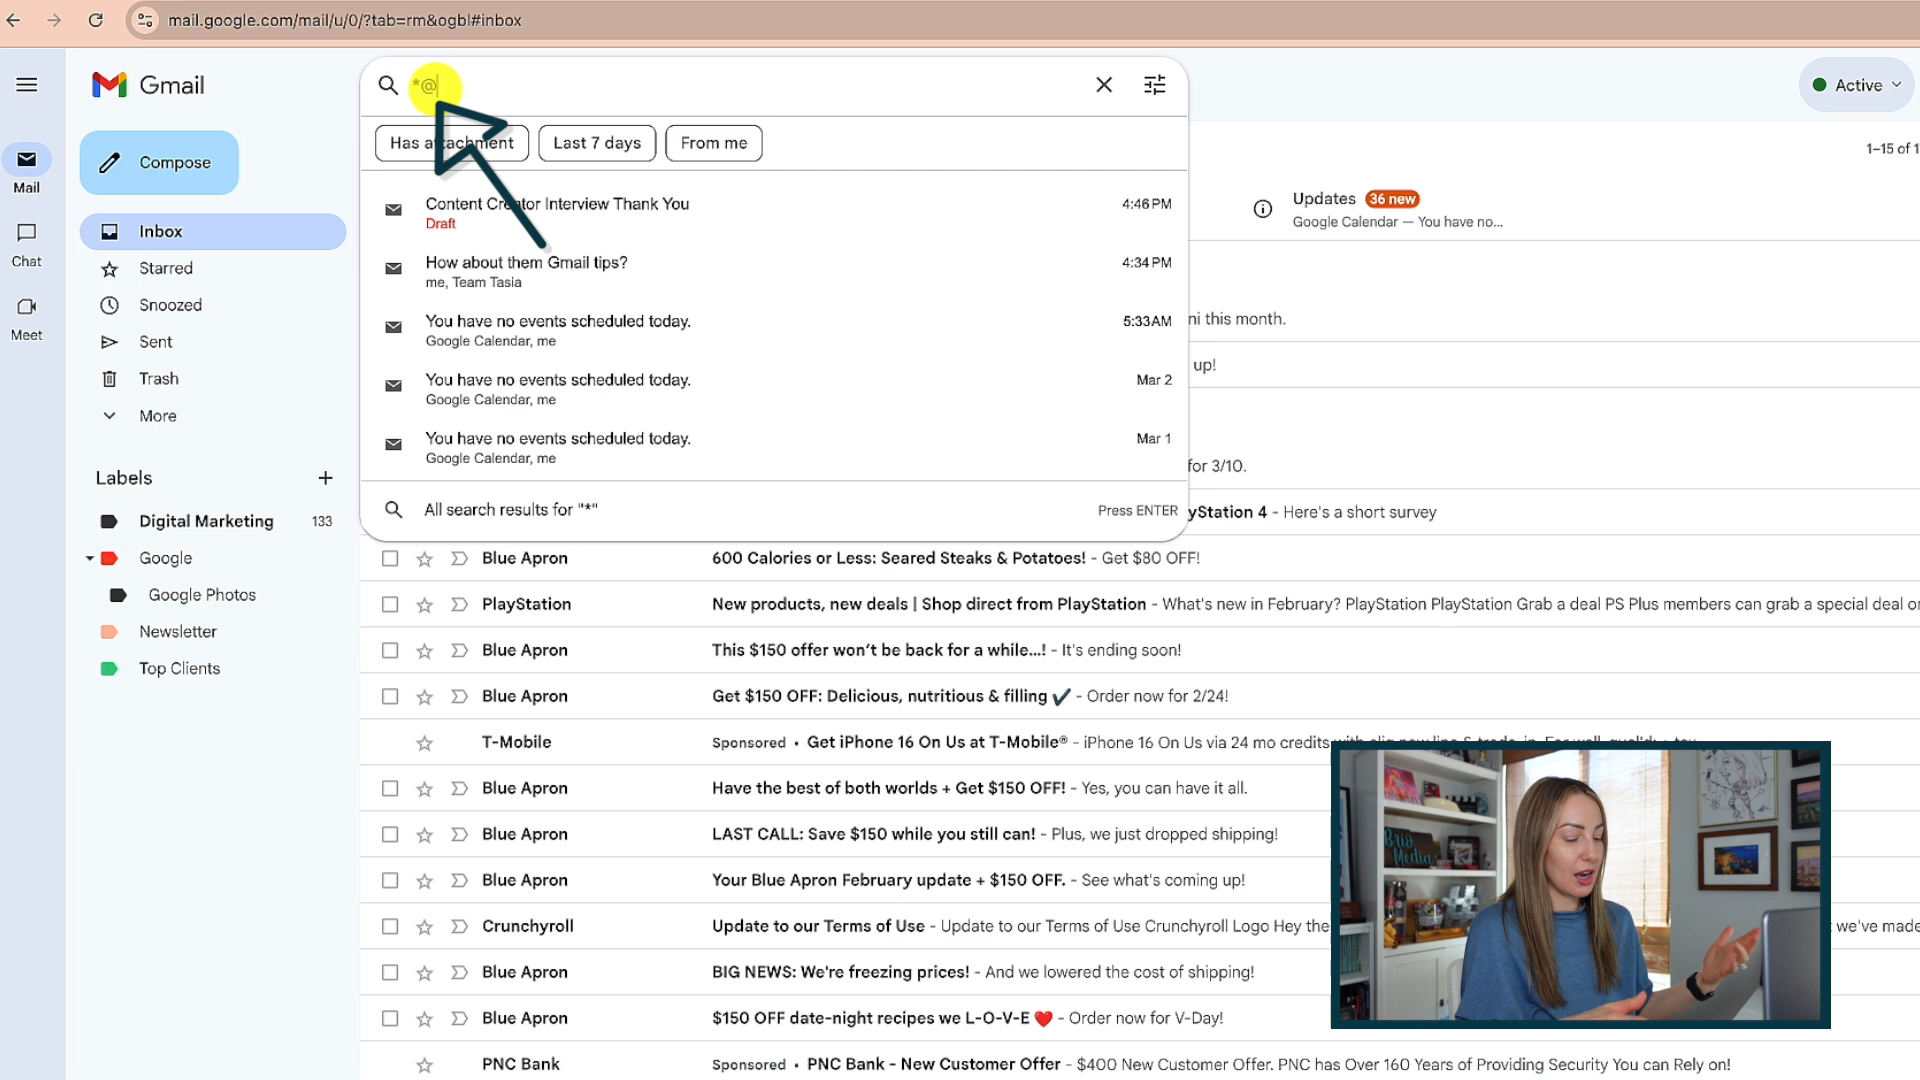 mail.google.com/mail/u/0/?tab=rm&ogbl#inbox
Gmail
*@
Active
Has attachment
Last 7 days
From me
1–15 of 1
Compose
Mail
Chat
Meet
Inbox
Starred
Snoozed
Sent
Trash
More
Labels
Digital Marketing 133
Google
Google Photos
Newsletter
Top Clients
Content Creator Interview Thank You 4:46 PM
Draft
How about them Gmail tips? 4:34 PM
me, Team Tasia
You have no events scheduled today. 5:33 AM
Google Calendar, me
You have no events scheduled today. Mar 2
Google Calendar, me
You have no events scheduled today. Mar 1
Google Calendar, me
All search results for "*" Press ENTER
Updates 36 new
Google Calendar — You have no...
ni this month.
up!
for 3/10.
yStation 4 - Here's a short survey
Blue Apron 600 Calories or Less: Seared Steaks & Potatoes! - Get $80 OFF!
PlayStation New products, new deals | Shop direct from PlayStation - What's new in February? PlayStation PlayStation Grab a deal PS Plus members can grab a special deal o
Blue Apron This $150 offer won’t be back for a while...! - It's ending soon!
Blue Apron Get $150 OFF: Delicious, nutritious & filling ✔ - Order now for 2/24!
T-Mobile Sponsored • Get iPhone 16 On Us at T-Mobile® - iPhone 16 On Us via 24 mo credits
Blue Apron Have the best of both worlds + Get $150 OFF! - Yes, you can have it all.
Blue Apron LAST CALL: Save $150 while you still can! - Plus, we just dropped shipping!
Blue Apron Your Blue Apron February update + $150 OFF. - See what's coming up!
Crunchyroll Update to our Terms of Use - Update to our Terms of Use Crunchyroll Logo Hey the we've made
Blue Apron BIG NEWS: We're freezing prices! - And we lowered the cost of shipping!
Blue Apron $150 OFF date-night recipes we L-O-V-E ❤️ - Order now for V-Day!
PNC Bank Sponsored • PNC Bank - New Customer Offer - $400 New Customer Offer. PNC has Over 160 Years of Providing Security You can Rely on!
Brio
Media